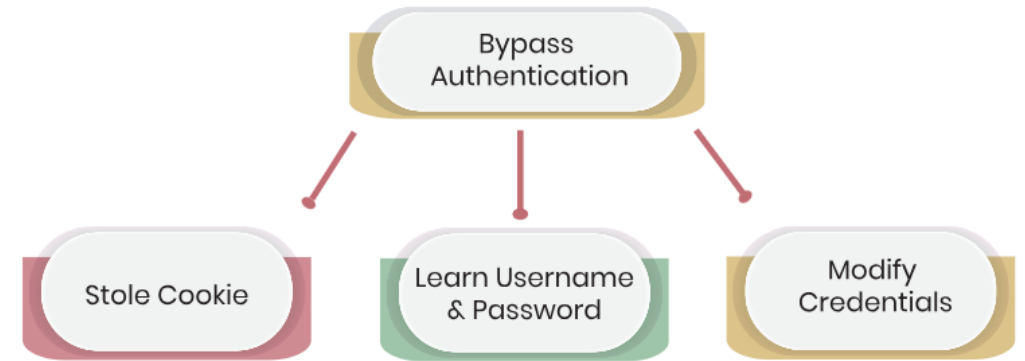 Bypass
Authentication
Stole Cookie
Learn Username
& Password
Modify
Credentials